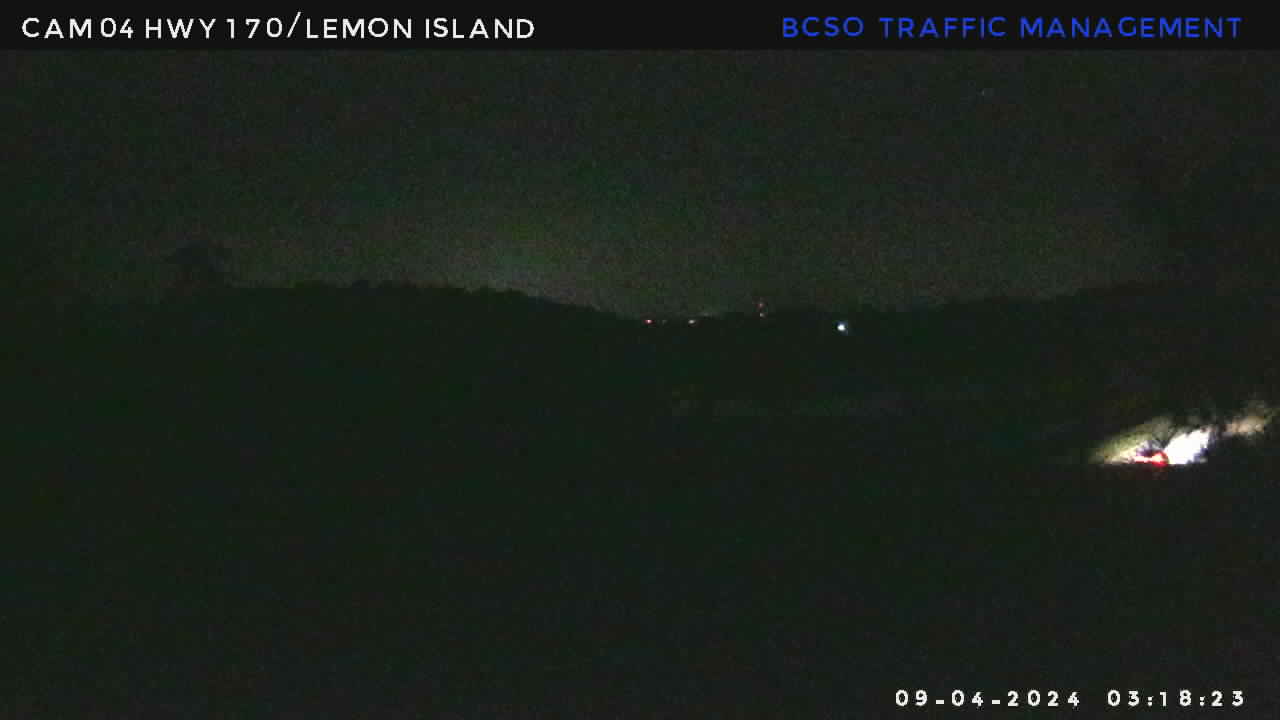 CAM04 HWY 170/LEMON ISLAND
BCSO TRAFFIC MANAGEMENT
09-04-2024 03:18:23